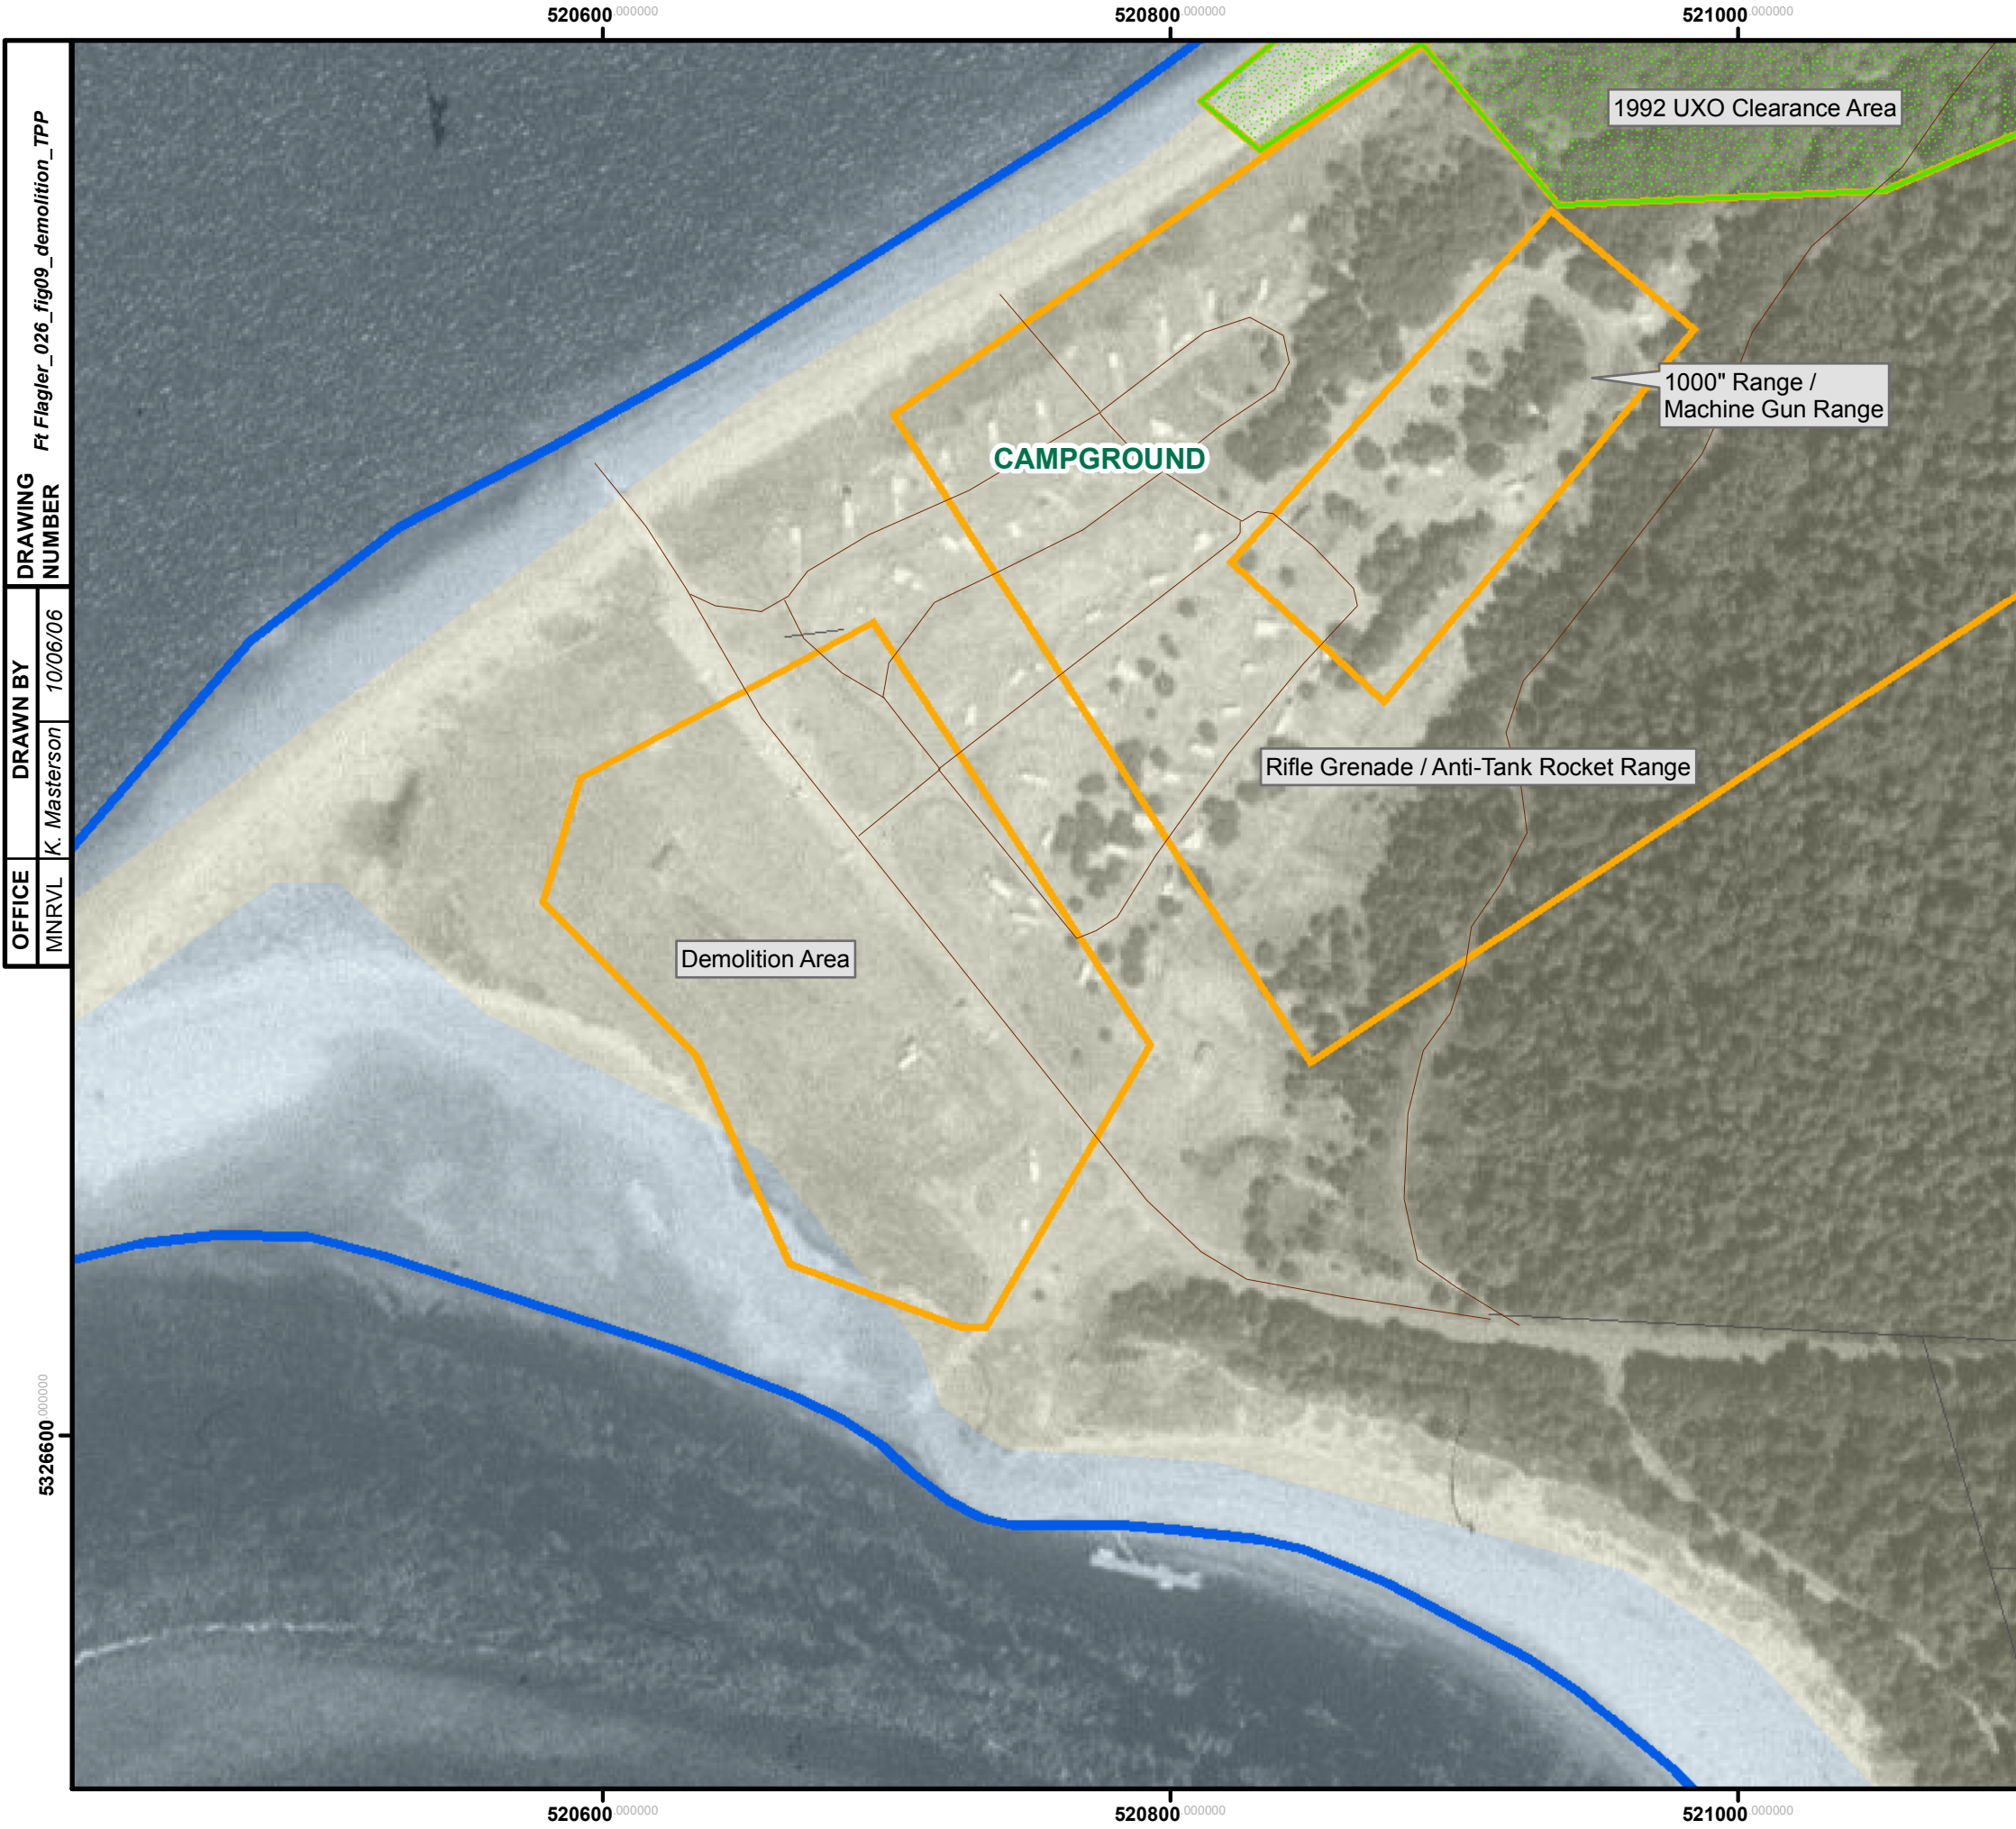 520600.000000 520800.000000 521000.000000
DRAWING NUMBER
Ft Flagler_026_fig09_demolition_TPP
DRAWN BY
K. Masterson 10/06/06
OFFICE
MNRVL
1992 UXO Clearance Area
1000" Range /
Machine Gun Range
CAMPGROUND
Rifle Grenade / Anti-Tank Rocket Range
Demolition Area
5326600.000000
520600.000000 520800.000000 521000.000000